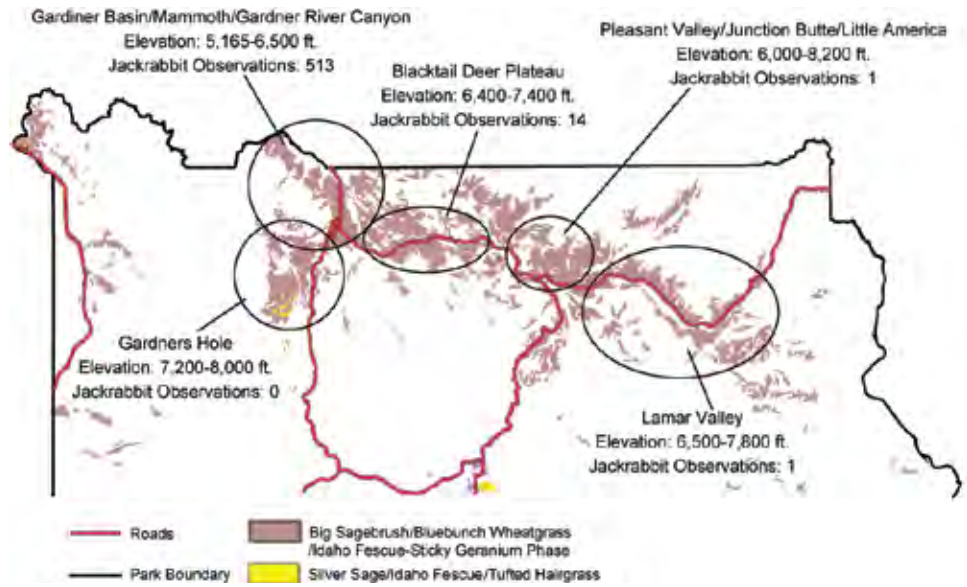 Gardiner Basin/Mammoth/Gardner River Canyon
Elevation: 5,165-6,500 ft.
Jackrabbit Observations: 513
Pleasant Valley/Junction Butte/Little America
Elevation: 6,000-8,200 ft.
Jackrabbit Observations: 1
Blacktail Deer Plateau
Elevation: 6,400-7,400 ft.
Jackrabbit Observations: 14
Gardners Hole
Elevation: 7,200-8,000 ft.
Jackrabbit Observations: 0
Lamar Valley
Elevation: 6,500-7,800 ft.
Jackrabbit Observations: 1
Roads
Big Sagebrush/Bluebunch Wheatgrass
/Idaho Fescue-Sticky Geranium Phase
Park Boundary
Silver Sage/Idaho Fescue/Tufted Hairgrass